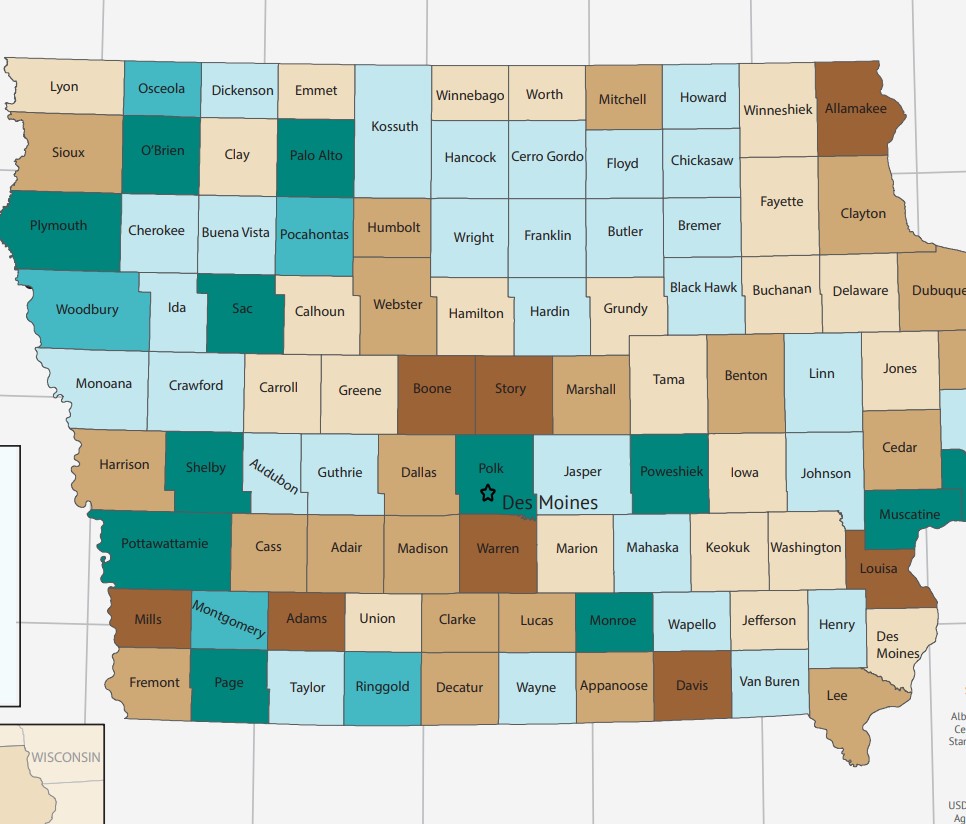 Lyon
Osceola
Dickenson
Emmet
Kossuth
Winnebago
Worth
Mitchell
Howard
Winneshiek
Allamakee
Sioux
O'Brien
Clay
Palo Alto
Hancock
Cerro Gordo
Floyd
Chickasaw
Plymouth
Cherokee
Buena Vista
Pocahontas
Humbolt
Wright
Franklin
Butler
Bremer
Fayette
Clayton
Woodbury
Ida
Sac
Calhoun
Webster
Hamilton
Hardin
Grundy
Black Hawk
Buchanan
Delaware
Dubuque
Monoana
Crawford
Carroll
Greene
Boone
Story
Marshall
Tama
Benton
Linn
Jones
Harrison
Shelby
Audubon
Guthrie
Dallas
Polk
Des Moines
Jasper
Poweshiek
Iowa
Johnson
Cedar
Pottawattamie
Cass
Adair
Madison
Warren
Marion
Mahaska
Keokuk
Washington
Muscatine
Louisa
Mills
Montgomery
Adams
Union
Clarke
Lucas
Monroe
Wapello
Jefferson
Henry
Des
Moines
Fremont
Page
Taylor
Ringgold
Decatur
Wayne
Appanoose
Davis
Van Buren
Lee
WISCONSIN
Alb
Ce
Star
USD
Ag